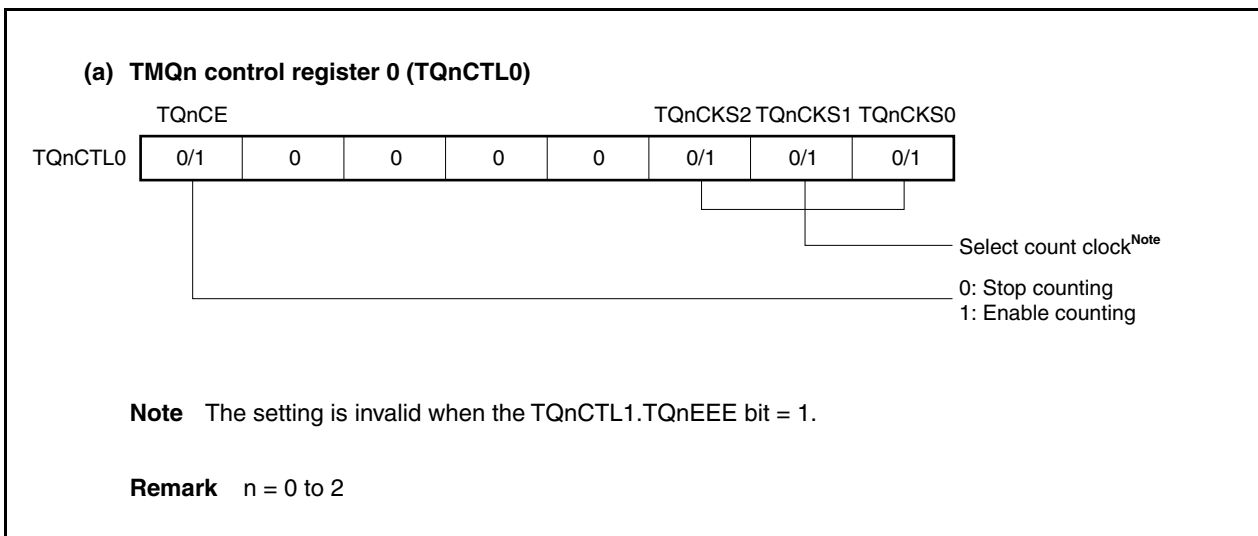 (a) TMQn control register 0 (TQnCTL0)
TQnCE TQnCKS2 TQnCKS1 TQnCKS0
TQnCTL0 0/1 0 0 0 0 0/1 0/1 0/1
Select count clock^Note
0: Stop counting
1: Enable counting
Note The setting is invalid when the TQnCTL1.TQnEEE bit = 1.
Remark n = 0 to 2